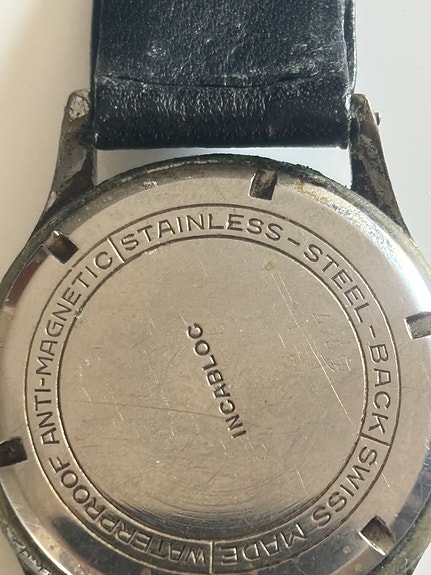 STAINLESS-STEEL-BACK
SWISS MADE
WATERPROOF
ANTI-MAGNETIC
INCABLOC